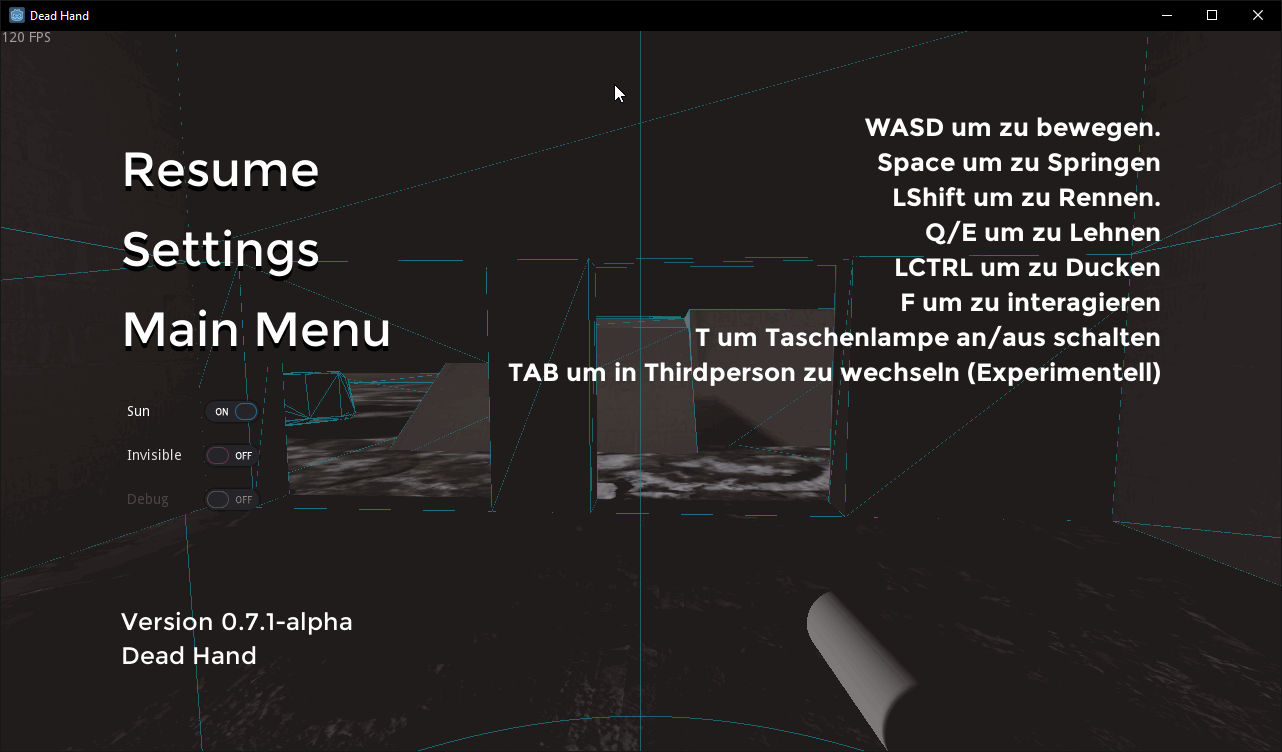 Dead Hand
120 FPS
Resume
Settings
Main Menu
Sun ON
Invisible OFF
Debug OFF
Version 0.7.1-alpha
Dead Hand
WASD um zu bewegen.
Space um zu Springen
LShift um zu Rennen.
Q/E um zu Lehnen
LCTRL um zu Ducken
F um zu interagieren
T um Taschenlampe an/aus schalten
TAB um in Thirdperson zu wechseln (Experimentell)